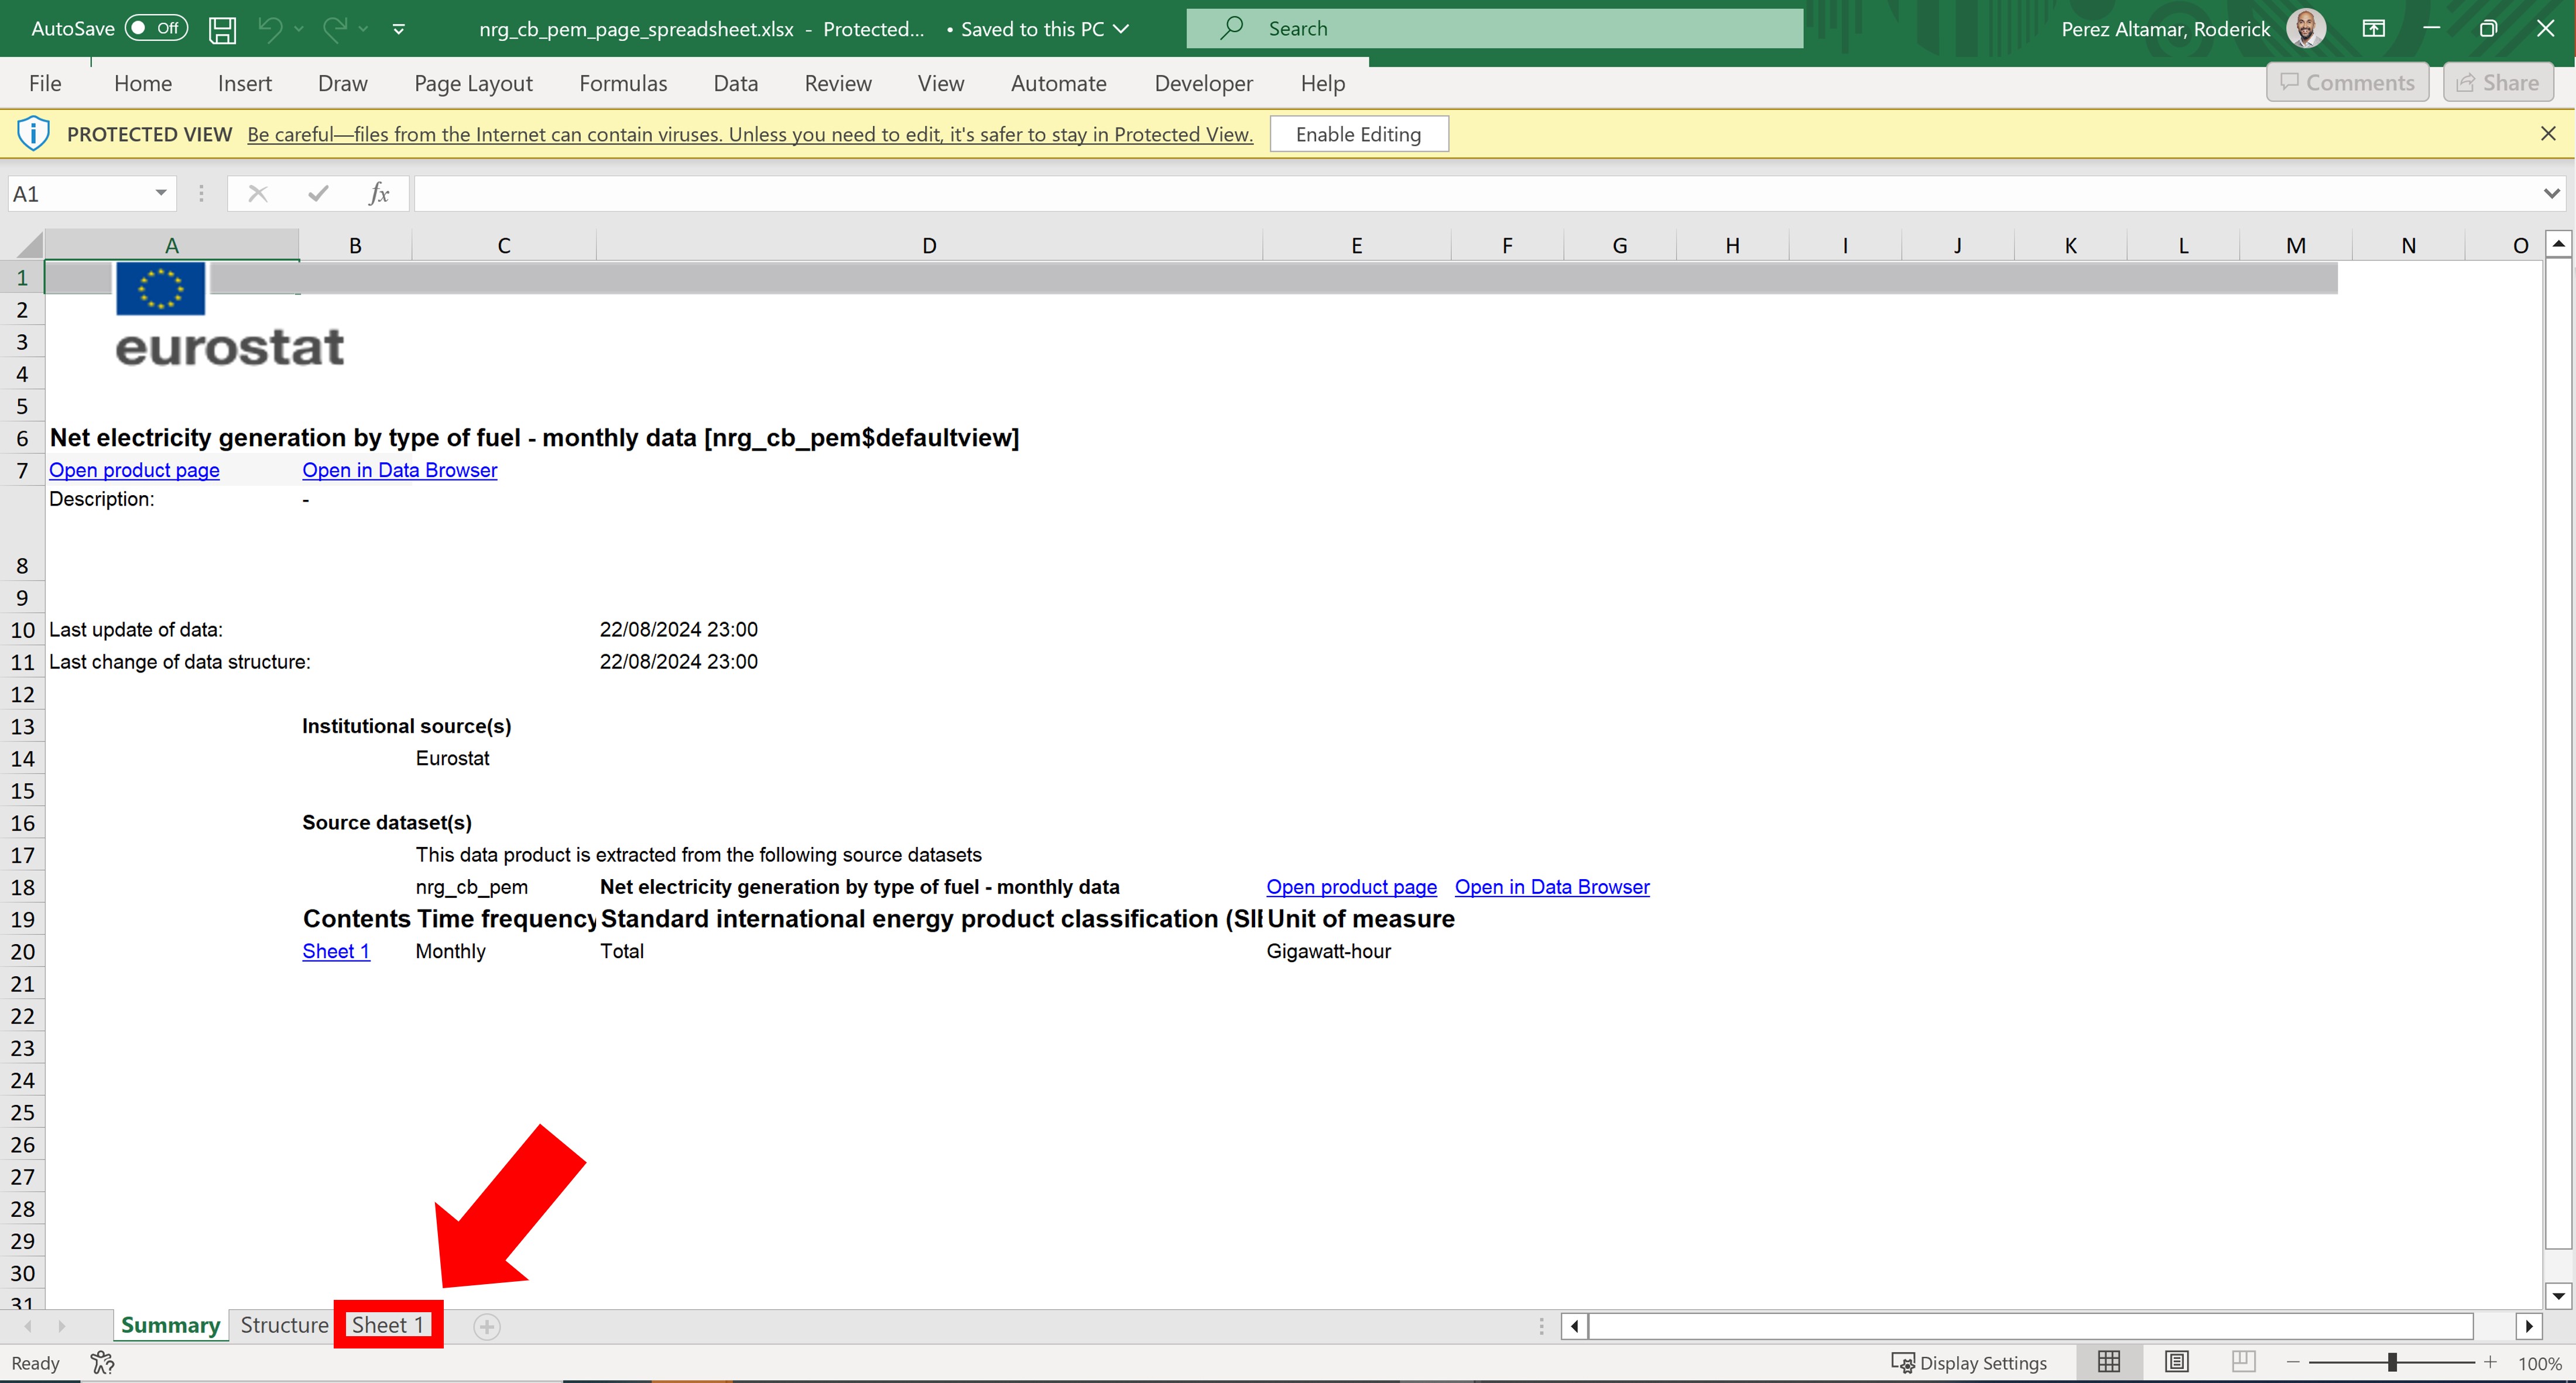 AutoSave Off nrg_cb_pem_page_spreadsheet.xlsx - Protected... • Saved to this PC Search Perez Altamar, Roderick
File Home Insert Draw Page Layout Formulas Data Review View Automate Developer Help Comments Share
PROTECTED VIEW Be careful—files from the Internet can contain viruses. Unless you need to edit, it's safer to stay in Protected View. Enable Editing
A1 fx
A B C D E F G H I J K L M N O
1
2
3 eurostat
4
5
6 Net electricity generation by type of fuel - monthly data [nrg_cb_pem$defaultview]
7 Open product page Open in Data Browser
Description: -
8
9
10 Last update of data: 22/08/2024 23:00
11 Last change of data structure: 22/08/2024 23:00
12
13 Institutional source(s)
14 Eurostat
15
16 Source dataset(s)
17 This data product is extracted from the following source datasets
18 nrg_cb_pem Net electricity generation by type of fuel - monthly data Open product page Open in Data Browser
19 Contents Time frequency Standard international energy product classification (SI Unit of measure
20 Sheet 1 Monthly Total Gigawatt-hour
21
22
23
24
25
26
27
28
29
30
31
Summary Structure Sheet 1
Ready Display Settings 100%